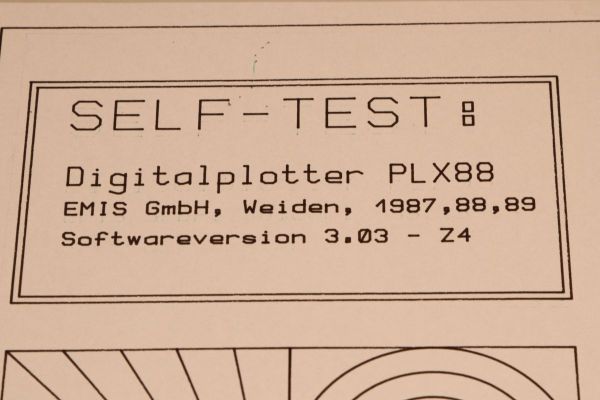 SELF-TEST:
Digitalplotter PLX88
EMIS GmbH, Weiden, 1987,88,89
Softwareversion 3.03 - Z4